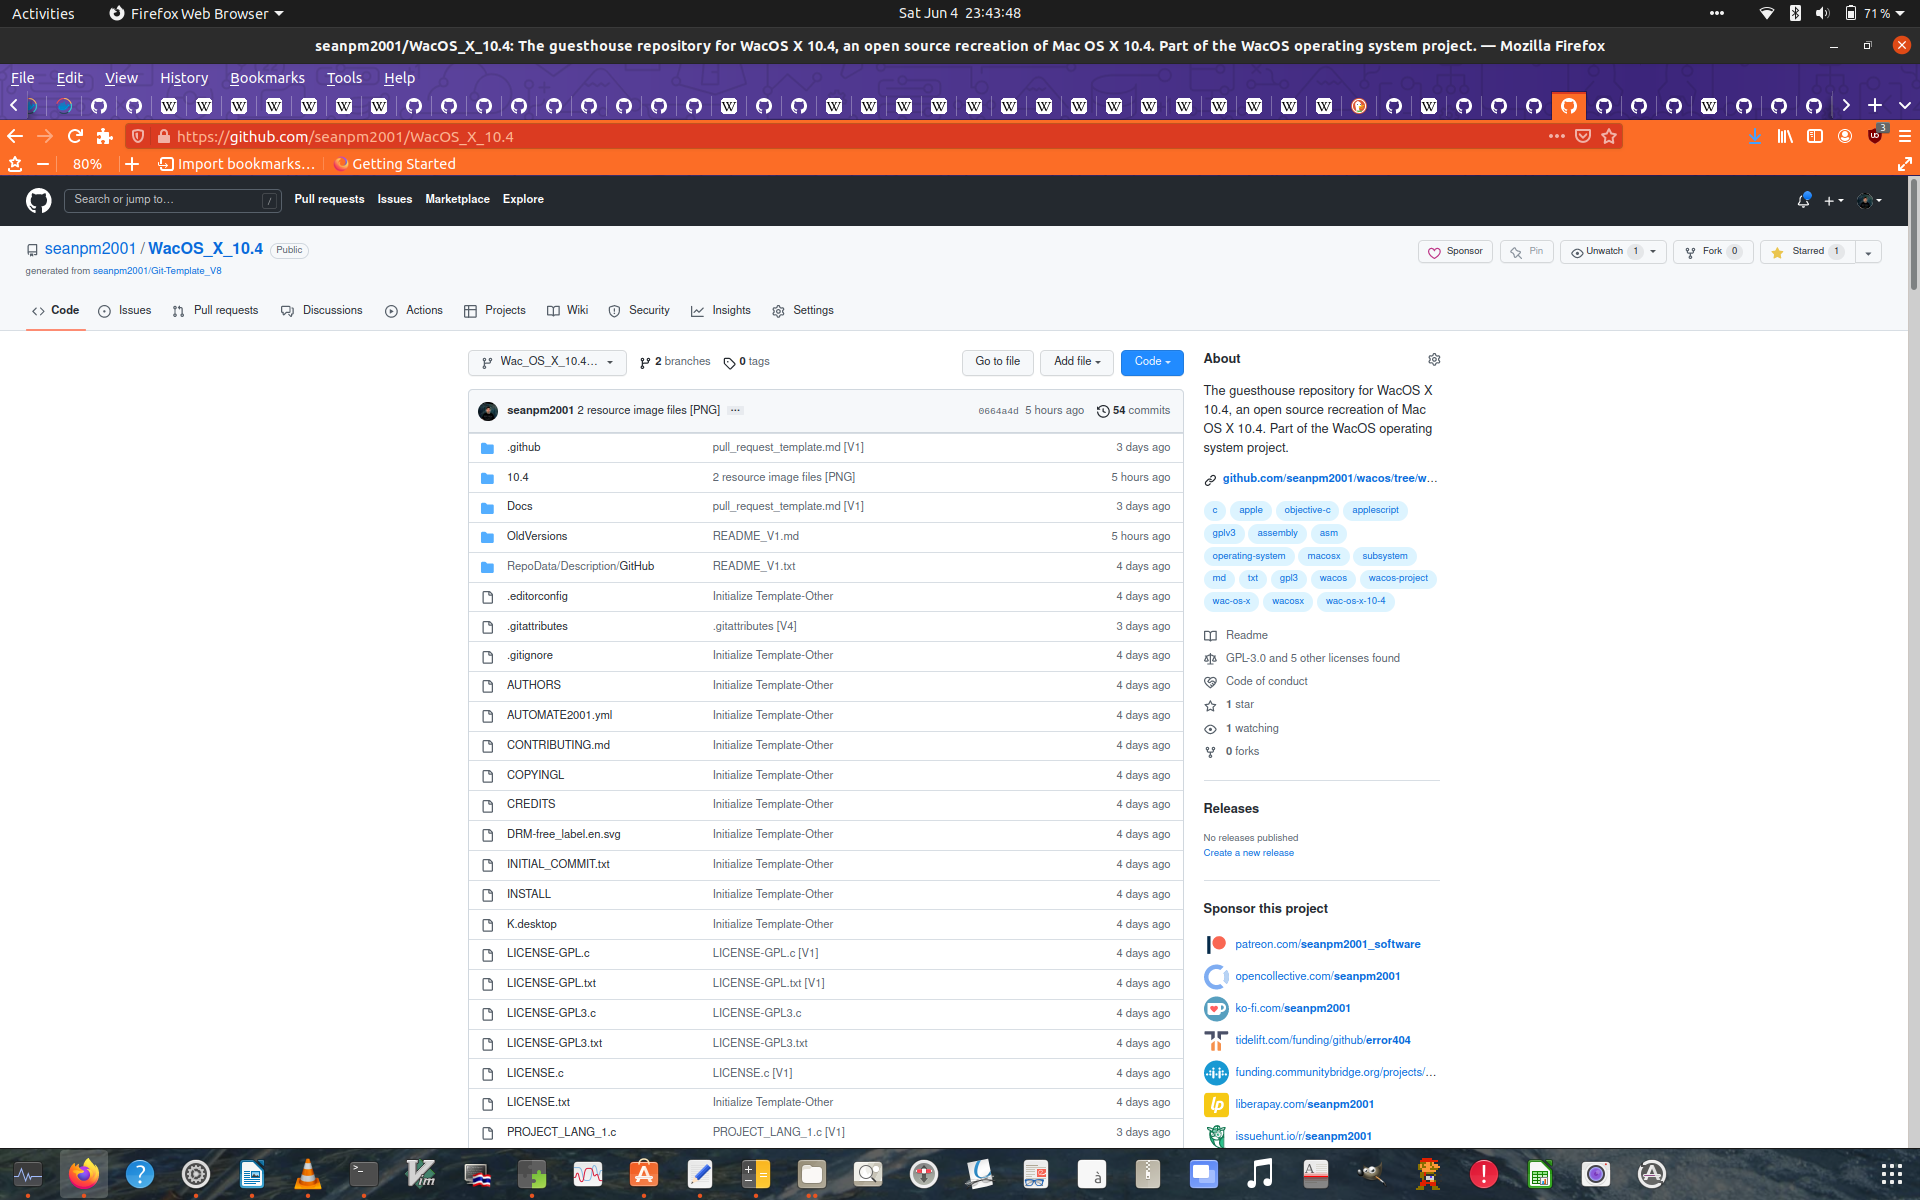 Activities
Firefox Web Browser
Sat Jun 4 23:43:48
71 %
seanpm2001/WacOS_X_10.4: The guesthouse repository for WacOS X 10.4, an open source recreation of Mac OS X 10.4. Part of the WacOS operating system project. — Mozilla Firefox
File Edit View History Bookmarks Tools Help
https://github.com/seanpm2001/WacOS_X_10.4
3
80%
Import bookmarks...
Getting Started
Search or jump to...
/
Pull requests Issues Marketplace Explore
seanpm2001 / WacOS_X_10.4 Public
Sponsor Pin Unwatch 1 Fork 0 Starred 1
generated from seanpm2001/Git-Template_V8
Code Issues Pull requests Discussions Actions Projects Wiki Security Insights Settings
Wac_OS_X_10.4... 2 branches 0 tags Go to file Add file Code
seanpm2001 2 resource image files [PNG] ... 0664a4d 5 hours ago 54 commits
.github pull_request_template.md [V1] 3 days ago
10.4 2 resource image files [PNG] 5 hours ago
Docs pull_request_template.md [V1] 3 days ago
OldVersions README_V1.md 5 hours ago
RepoData/Description/GitHub README_V1.txt 4 days ago
.editorconfig Initialize Template-Other 4 days ago
.gitattributes .gitattributes [V4] 3 days ago
.gitignore Initialize Template-Other 4 days ago
AUTHORS Initialize Template-Other 4 days ago
AUTOMATE2001.yml Initialize Template-Other 4 days ago
CONTRIBUTING.md Initialize Template-Other 4 days ago
COPYINGL Initialize Template-Other 4 days ago
CREDITS Initialize Template-Other 4 days ago
DRM-free_label.en.svg Initialize Template-Other 4 days ago
INITIAL_COMMIT.txt Initialize Template-Other 4 days ago
INSTALL Initialize Template-Other 4 days ago
K.desktop Initialize Template-Other 4 days ago
LICENSE-GPL.c LICENSE-GPL.c [V1] 4 days ago
LICENSE-GPL.txt LICENSE-GPL.txt [V1] 4 days ago
LICENSE-GPL3.c LICENSE-GPL3.c 4 days ago
LICENSE-GPL3.txt LICENSE-GPL3.txt 4 days ago
LICENSE.c LICENSE.c [V1] 4 days ago
LICENSE.txt Initialize Template-Other 4 days ago
PROJECT_LANG_1.c PROJECT_LANG_1.c [V1] 3 days ago
About
The guesthouse repository for WacOS X
10.4, an open source recreation of Mac
OS X 10.4. Part of the WacOS operating
system project.
github.com/seanpm2001/wacos/tree/w...
c apple objective-c applescript
gplv3 assembly asm
operating-system macosx subsystem
md txt gpl3 wacos wacos-project
wac-os-x wacosx wac-os-x-10-4
Readme
GPL-3.0 and 5 other licenses found
Code of conduct
1 star
1 watching
0 forks
Releases
No releases published
Create a new release
Sponsor this project
patreon.com/seanpm2001_software
opencollective.com/seanpm2001
ko-fi.com/seanpm2001
tidelift.com/funding/github/error404
funding.communitybridge.org/projects/...
liberapay.com/seanpm2001
issuehunt.io/r/seanpm2001